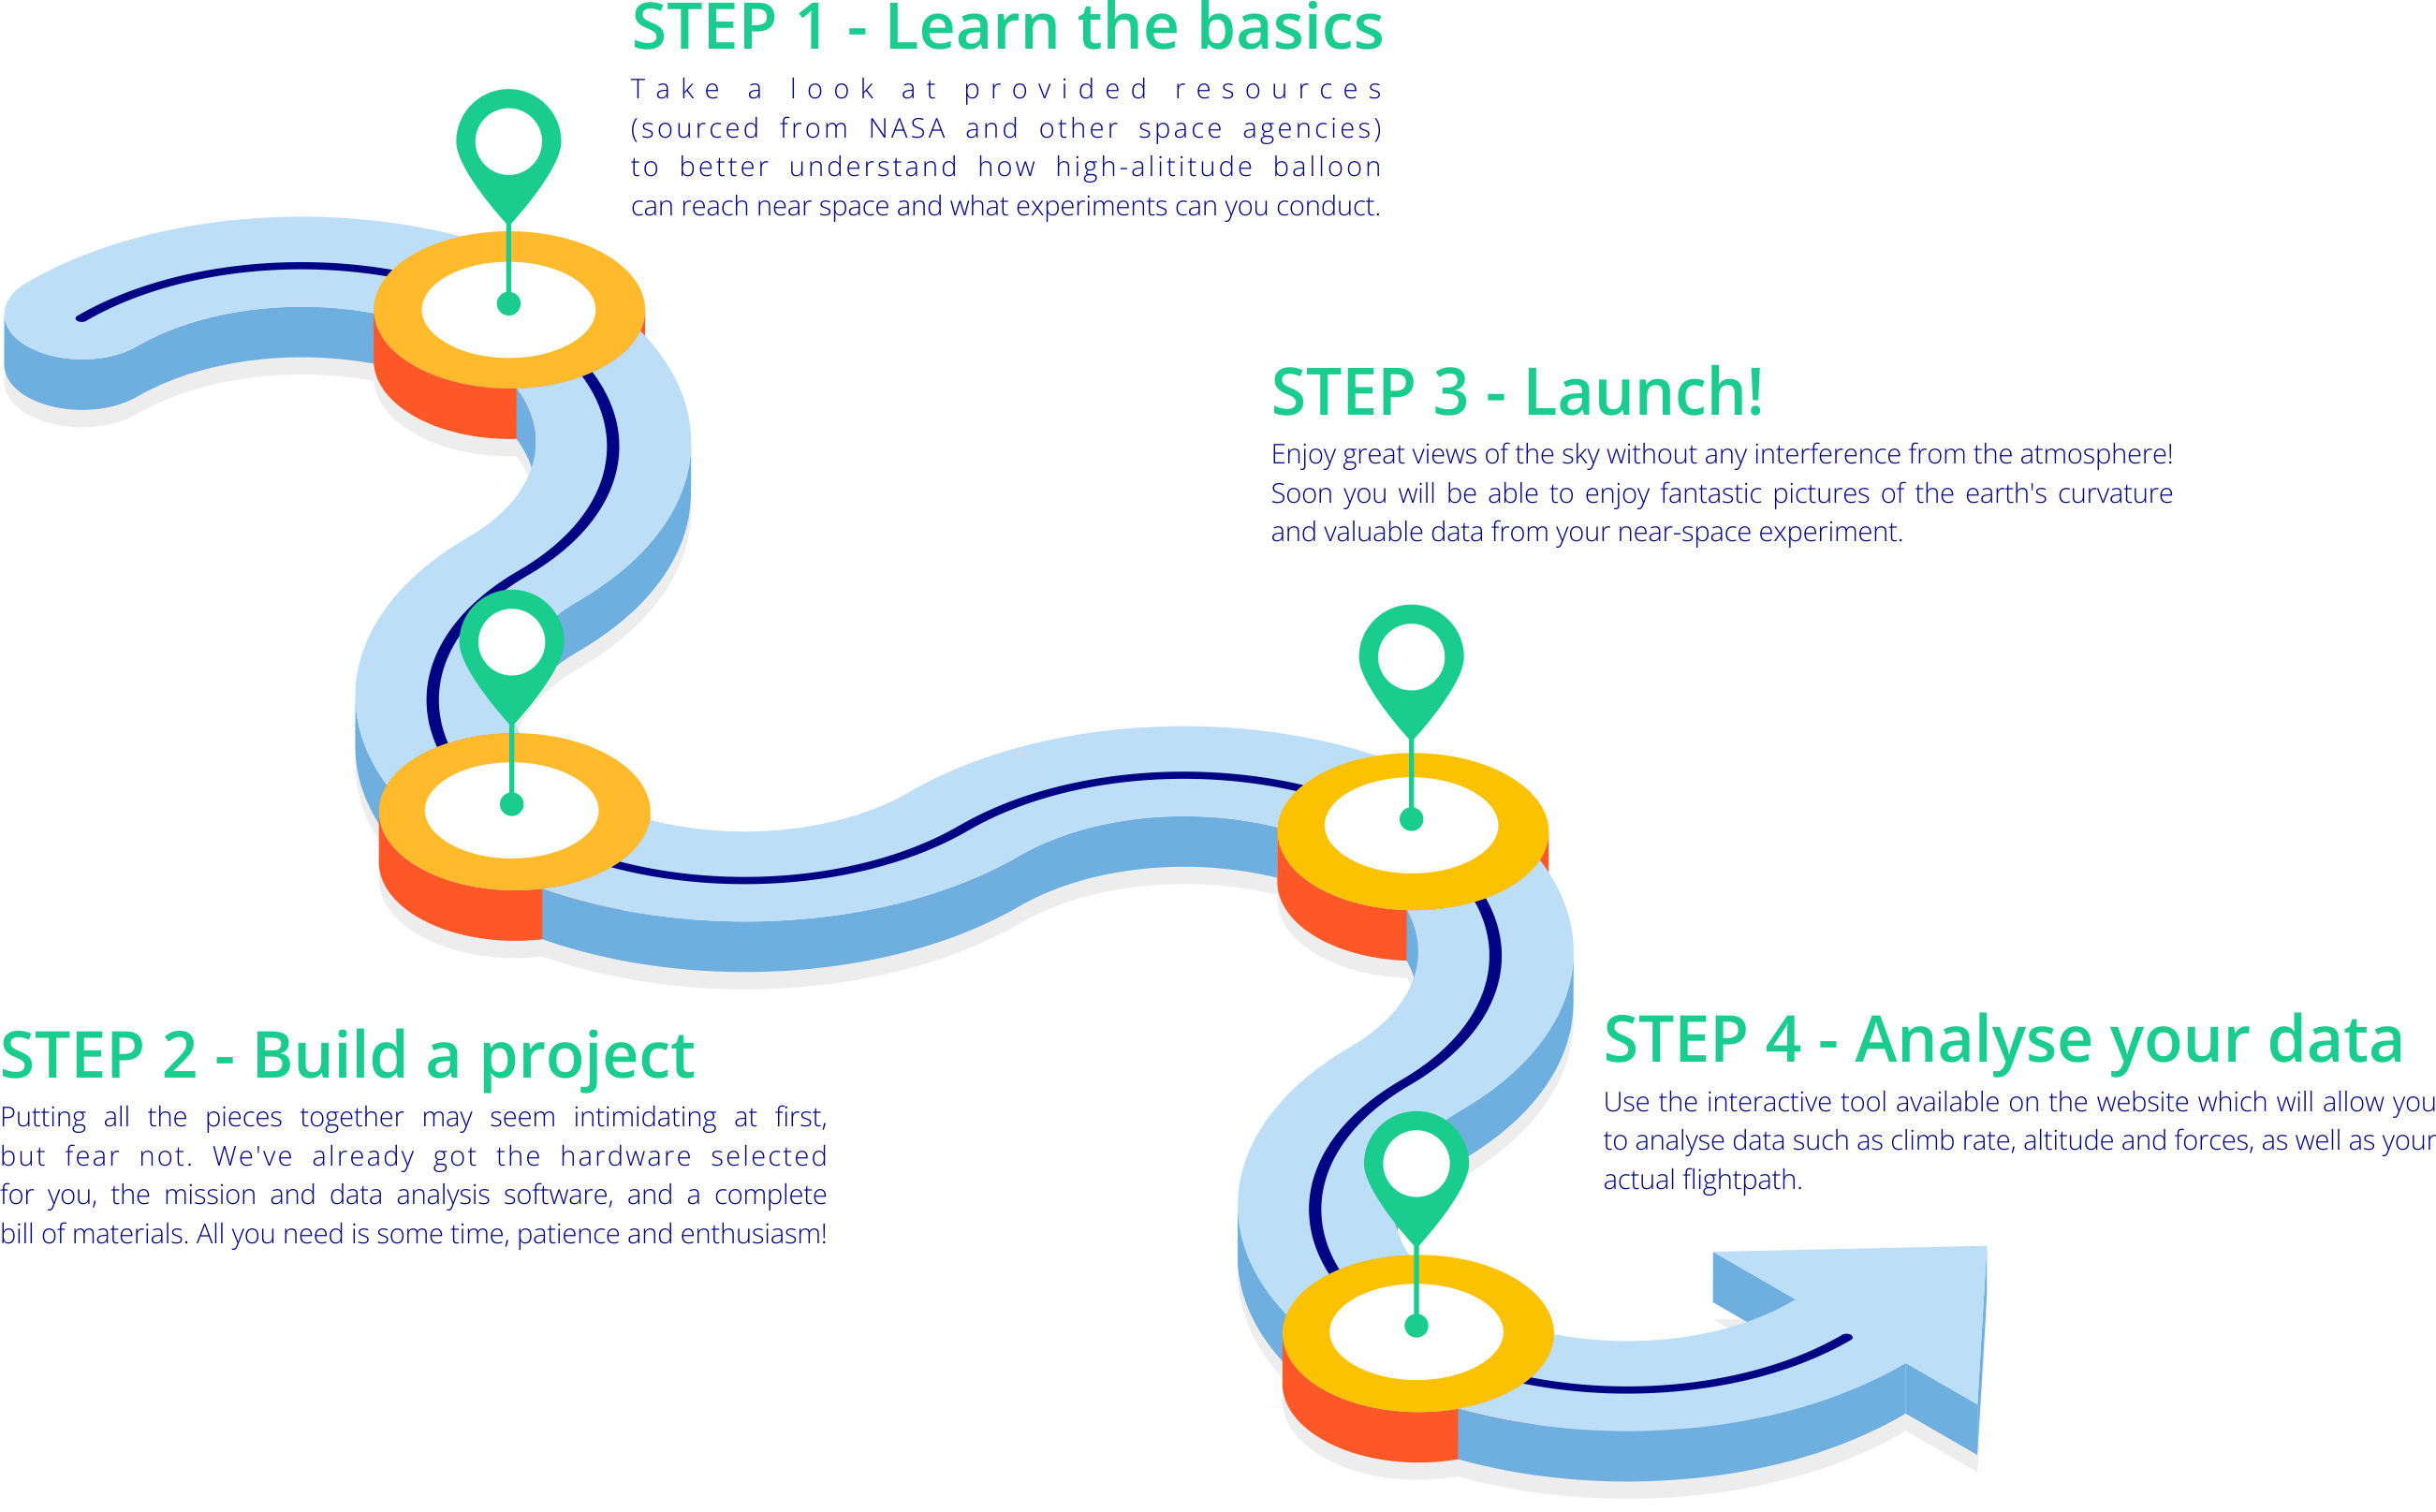 STEP 1 - Learn the basics
Take a look at provided resources
(sourced from NASA and other space agencies)
to better understand how high-alititude balloon
can reach near space and what experiments can you conduct.
STEP 2 - Build a project
Putting all the pieces together may seem intimidating at first,
but fear not. We've already got the hardware selected
for you, the mission and data analysis software, and a complete
bill of materials. All you need is some time, patience and enthusiasm!
STEP 3 - Launch!
Enjoy great views of the sky without any interference from the atmosphere!
Soon you will be able to enjoy fantastic pictures of the earth's curvature
and valuable data from your near-space experiment.
STEP 4 - Analyse your data
Use the interactive tool available on the website which will allow you
to analyse data such as climb rate, altitude and forces, as well as your
actual flightpath.